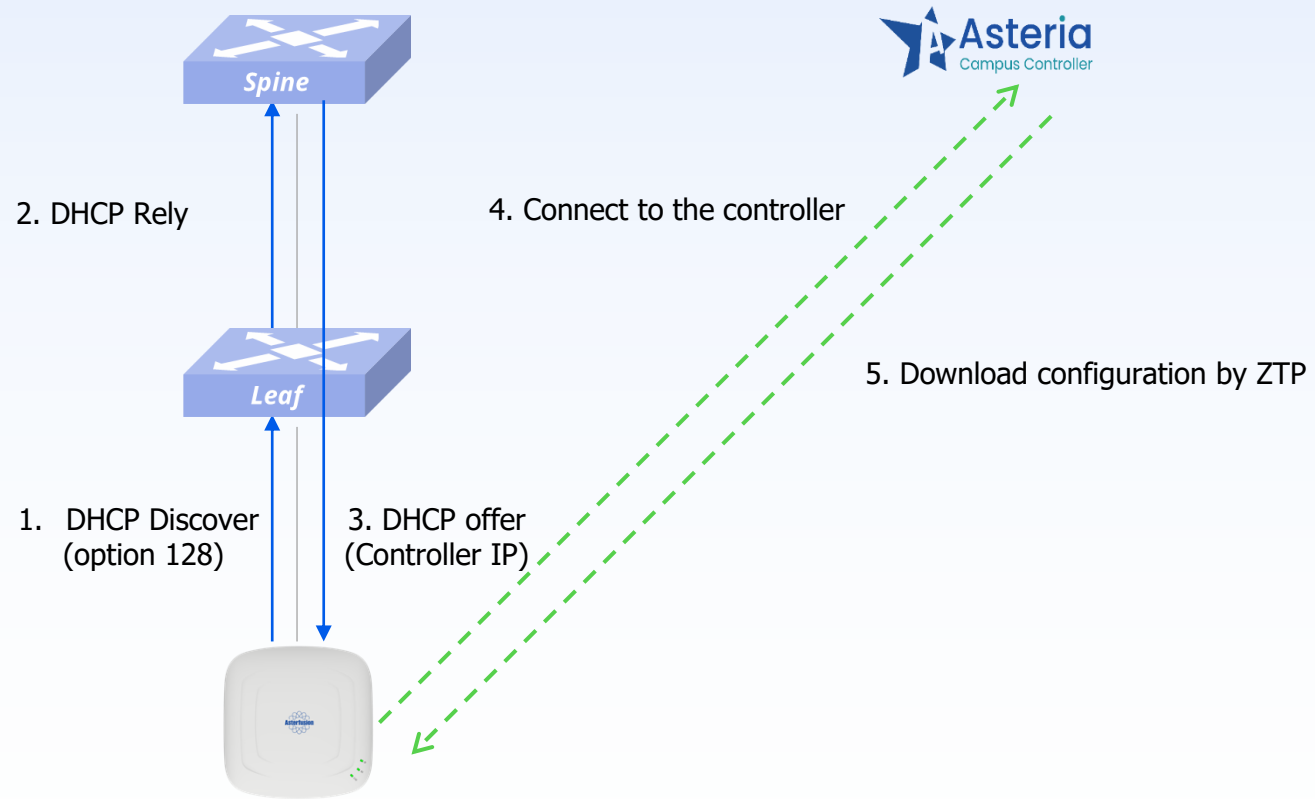 Spine
Asteria
Campus Controller
2. DHCP Rely
4. Connect to the controller
Leaf
5. Download configuration by ZTP
1. DHCP Discover
(option 128)
3. DHCP offer
(Controller IP)
Asterfusion